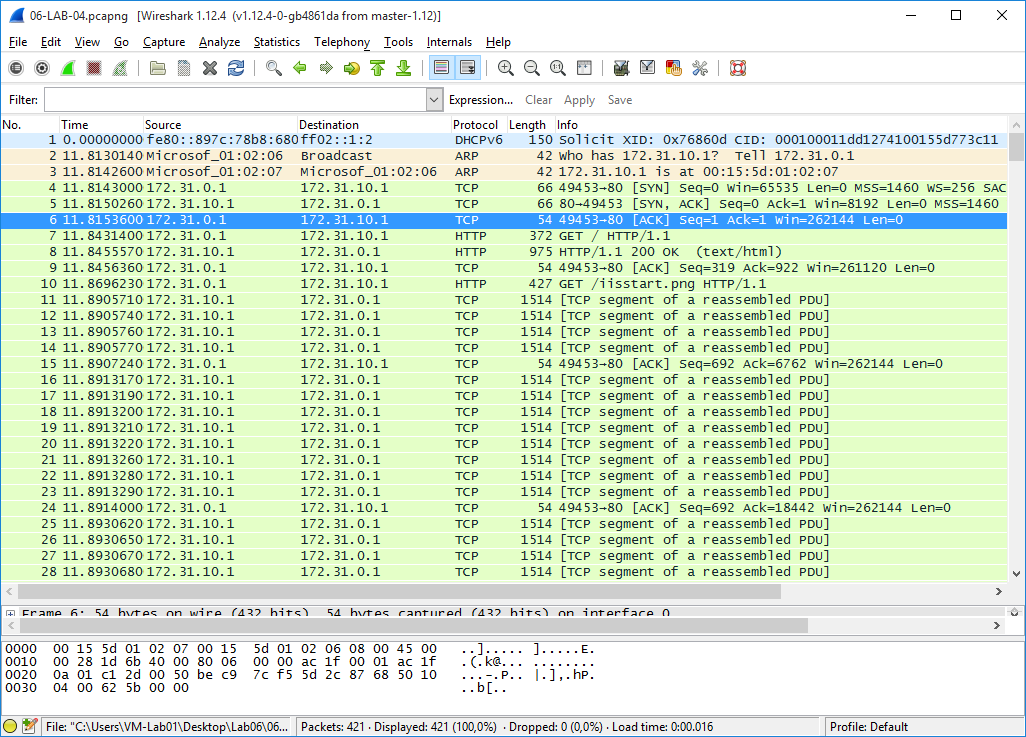 06-LAB-04.pcapng [Wireshark 1.12.4 (v1.12.4-0-gb4861da from master-1.12)]
File Edit View Go Capture Analyze Statistics Telephony Tools Internals Help
Filter: Expression... Clear Apply Save
No. Time Source Destination Protocol Length Info
1 0.00000000 fe80::897c:78b8:680 ff02::1:2 DHCPv6 150 Solicit XID: 0x76860d CID: 000100011dd1274100155d773c11
2 11.8130140 Microsof_01:02:06 Broadcast ARP 42 Who has 172.31.10.1? Tell 172.31.0.1
3 11.8142600 Microsof_01:02:07 Microsof_01:02:06 ARP 42 172.31.10.1 is at 00:15:5d:01:02:07
4 11.8143000 172.31.0.1 172.31.10.1 TCP 66 49453→80 [SYN] Seq=0 Win=65535 Len=0 MSS=1460 WS=256 SAC
5 11.8150260 172.31.10.1 172.31.0.1 TCP 66 80→49453 [SYN, ACK] Seq=0 Ack=1 Win=8192 Len=0 MSS=1460
6 11.8153600 172.31.0.1 172.31.10.1 TCP 54 49453→80 [ACK] Seq=1 Ack=1 Win=262144 Len=0
7 11.8431400 172.31.0.1 172.31.10.1 HTTP 372 GET / HTTP/1.1
8 11.8455570 172.31.10.1 172.31.0.1 HTTP 975 HTTP/1.1 200 OK (text/html)
9 11.8456360 172.31.0.1 172.31.10.1 TCP 54 49453→80 [ACK] Seq=319 Ack=922 Win=261120 Len=0
10 11.8696230 172.31.0.1 172.31.10.1 HTTP 427 GET /iisstart.png HTTP/1.1
11 11.8905710 172.31.10.1 172.31.0.1 TCP 1514 [TCP segment of a reassembled PDU]
12 11.8905740 172.31.10.1 172.31.0.1 TCP 1514 [TCP segment of a reassembled PDU]
13 11.8905760 172.31.10.1 172.31.0.1 TCP 1514 [TCP segment of a reassembled PDU]
14 11.8905770 172.31.10.1 172.31.0.1 TCP 1514 [TCP segment of a reassembled PDU]
15 11.8907240 172.31.0.1 172.31.10.1 TCP 54 49453→80 [ACK] Seq=692 Ack=6762 Win=262144 Len=0
16 11.8913170 172.31.10.1 172.31.0.1 TCP 1514 [TCP segment of a reassembled PDU]
17 11.8913190 172.31.10.1 172.31.0.1 TCP 1514 [TCP segment of a reassembled PDU]
18 11.8913200 172.31.10.1 172.31.0.1 TCP 1514 [TCP segment of a reassembled PDU]
19 11.8913210 172.31.10.1 172.31.0.1 TCP 1514 [TCP segment of a reassembled PDU]
20 11.8913220 172.31.10.1 172.31.0.1 TCP 1514 [TCP segment of a reassembled PDU]
21 11.8913260 172.31.10.1 172.31.0.1 TCP 1514 [TCP segment of a reassembled PDU]
22 11.8913280 172.31.10.1 172.31.0.1 TCP 1514 [TCP segment of a reassembled PDU]
23 11.8913290 172.31.10.1 172.31.0.1 TCP 1514 [TCP segment of a reassembled PDU]
24 11.8914000 172.31.0.1 172.31.10.1 TCP 54 49453→80 [ACK] Seq=692 Ack=18442 Win=262144 Len=0
25 11.8930620 172.31.10.1 172.31.0.1 TCP 1514 [TCP segment of a reassembled PDU]
26 11.8930650 172.31.10.1 172.31.0.1 TCP 1514 [TCP segment of a reassembled PDU]
27 11.8930670 172.31.10.1 172.31.0.1 TCP 1514 [TCP segment of a reassembled PDU]
28 11.8930680 172.31.10.1 172.31.0.1 TCP 1514 [TCP segment of a reassembled PDU]
Frame 6: 54 bytes on wire (432 bits), 54 bytes captured (432 bits) on interface 0
0000 00 15 5d 01 02 07 00 15 5d 01 02 06 08 00 45 00 ..]..... ].....E.
0010 00 28 1d 6b 40 00 80 06 00 00 ac 1f 00 01 ac 1f .(.k@... ........
0020 0a 01 c1 2d 00 50 be c9 7c f5 5d 2c 87 68 50 10 ...-.P.. |.],.hP.
0030 04 00 62 5b 00 00 ..b[..
File: "C:\Users\VM-Lab01\Desktop\Lab06\06... Packets: 421 · Displayed: 421 (100,0%) · Dropped: 0 (0,0%) · Load time: 0:00.016 Profile: Default